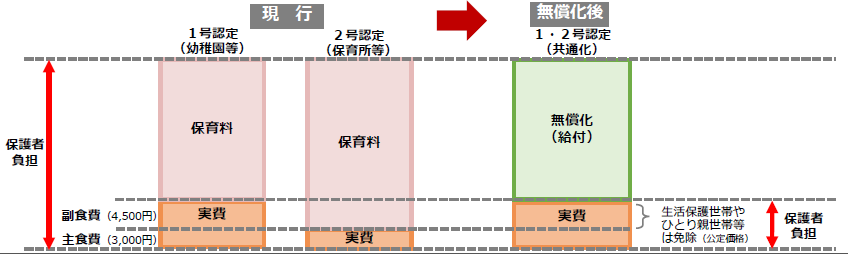 現　行
無償化後
１号認定
（幼稚園等）
２号認定
（保育所等）
１・２号認定
（共通化）
保護者
負担
保育料
保育料
無償化
（給付）
副食費（4,500円）
実費
実費
生活保護世帯や
ひとり親世帯等
は免除（公定価格）
保護者
負担
主食費（3,000円）
実費